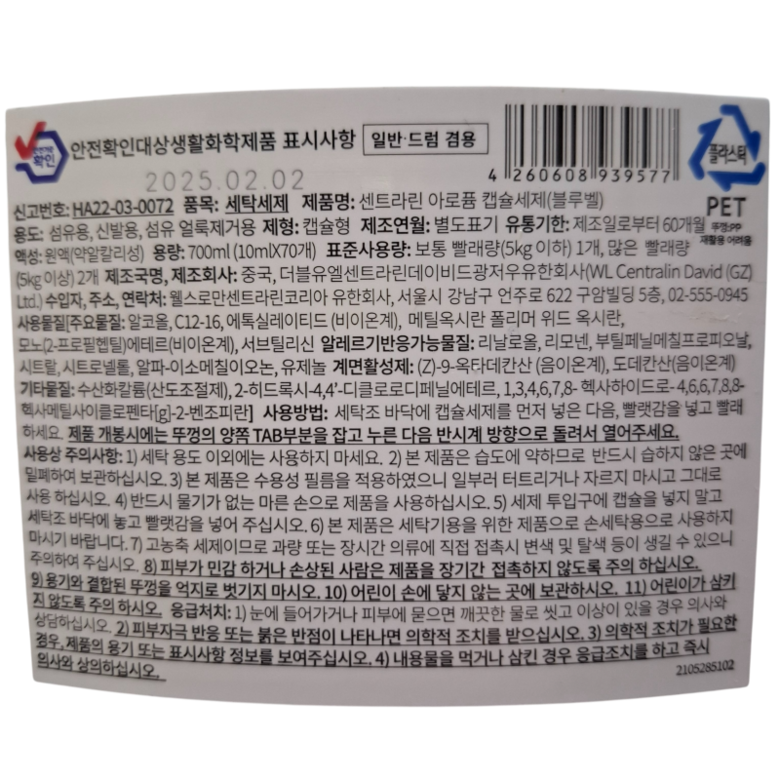 안전확인
안전확인대상생활화학제품 표시사항 일반·드럼 겸용
4 260608 939577
플라스틱
PET
뚜껑:PP
재활용 어려움
2025.02.02
신고번호: HA22-03-0072 품목: 세탁세제 제품명: 센트라린 아로퓸 캡슐세제(블루벨)
용도: 섬유용, 신발용, 섬유 얼룩제거용 제형: 캡슐형 제조연월: 별도표기 유통기한: 제조일로부터 60개월
액성: 원액(약알칼리성) 용량: 700ml (10mlX70개) 표준사용량: 보통 빨래량(5kg 이하) 1개, 많은 빨래량
(5kg 이상) 2개 제조국명, 제조회사: 중국, 더블유엘센트라린데이비드광저우유한회사(WL Centralin David (GZ)
Ltd.) 수입자, 주소, 연락처: 웰스로만센트라린코리아 유한회사, 서울시 강남구 언주로 622 구암빌딩 5층, 02-555-0945
사용물질[주요물질: 알코올, C12-16, 에톡실레이티드 (비이온계), 메틸옥시란 폴리머 위드 옥시란,
모노(2-프로필헵틸)에테르(비이온계), 서브틸리신 알레르기반응가능물질: 리날로올, 리모넨, 부틸페닐메칠프로피오날,
시트랄, 시트로넬롤, 알파-이소메칠이오논, 유제놀 계면활성제: (Z)-9-옥타데칸산 (음이온계), 도데칸산(음이온계)
기타물질: 수산화칼륨(산도조절제), 2-히드록시-4,4'-디클로로디페닐에테르, 1,3,4,6,7,8- 헥사하이드로- 4,6,6,7,8,8-
헥사메틸사이클로펜타[g]-2-벤조피란] 사용방법: 세탁조 바닥에 캡슐세제를 먼저 넣은 다음, 빨랫감을 넣고 빨래
하세요. 제품 개봉시에는 뚜껑의 양쪽 TAB부분을 잡고 누른 다음 반시계 방향으로 돌려서 열어주세요.
사용상 주의사항: 1) 세탁 용도 이외에는 사용하지 마세요. 2) 본 제품은 습도에 약하므로 반드시 습하지 않은 곳에
밀폐하여 보관하십시오. 3) 본 제품은 수용성 필름을 적용하였으니 일부러 터트리거나 자르지 마시고 그대로
사용 하십시오. 4) 반드시 물기가 없는 마른 손으로 제품을 사용하십시오. 5) 세제 투입구에 캡슐을 넣지 말고
세탁조 바닥에 놓고 빨랫감을 넣어 주십시오. 6) 본 제품은 세탁기용을 위한 제품으로 손세탁용으로 사용하지
마시기 바랍니다. 7) 고농축 세제이므로 과량 또는 장시간 의류에 직접 접촉시 변색 및 탈색 등이 생길 수 있으니
주의하여 주십시오. 8) 피부가 민감 하거나 손상된 사람은 제품을 장기간 접촉하지 않도록 주의 하십시오.
9) 용기와 결합된 뚜껑을 억지로 벗기지 마시오. 10) 어린이 손에 닿지 않는 곳에 보관하십시오. 11) 어린이가 삼키
지 않도록 주의 하시오. 응급처치: 1) 눈에 들어가거나 피부에 묻으면 깨끗한 물로 씻고 이상이 있을 경우 의사와
상담하십시오. 2) 피부자극 반응 또는 붉은 반점이 나타나면 의학적 조치를 받으십시오. 3) 의학적 조치가 필요한
경우, 제품의 용기 또는 표시사항 정보를 보여주십시오. 4) 내용물을 먹거나 삼킨 경우 응급조치를 하고 즉시
의사와 상의하십시오.
2105285102